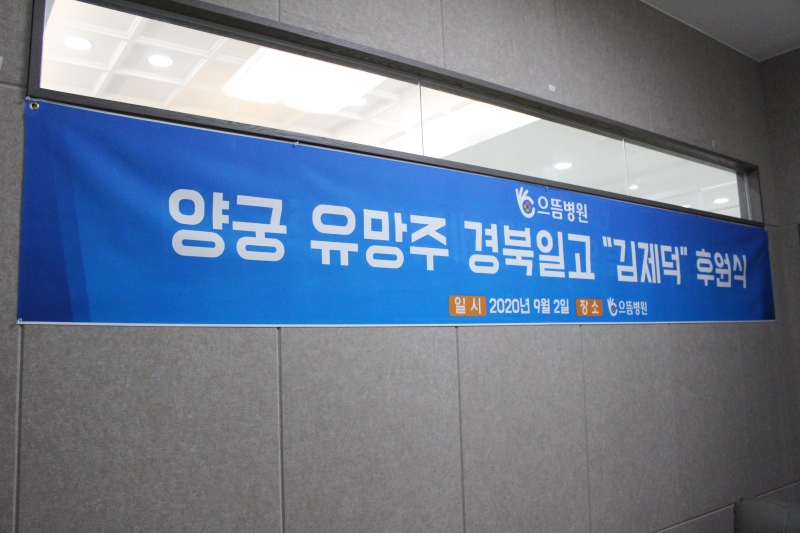 으뜸병원
양궁 유망주 경북일고 "김제덕" 후원식
일시 2020년 9월 2일 장소 으뜸병원